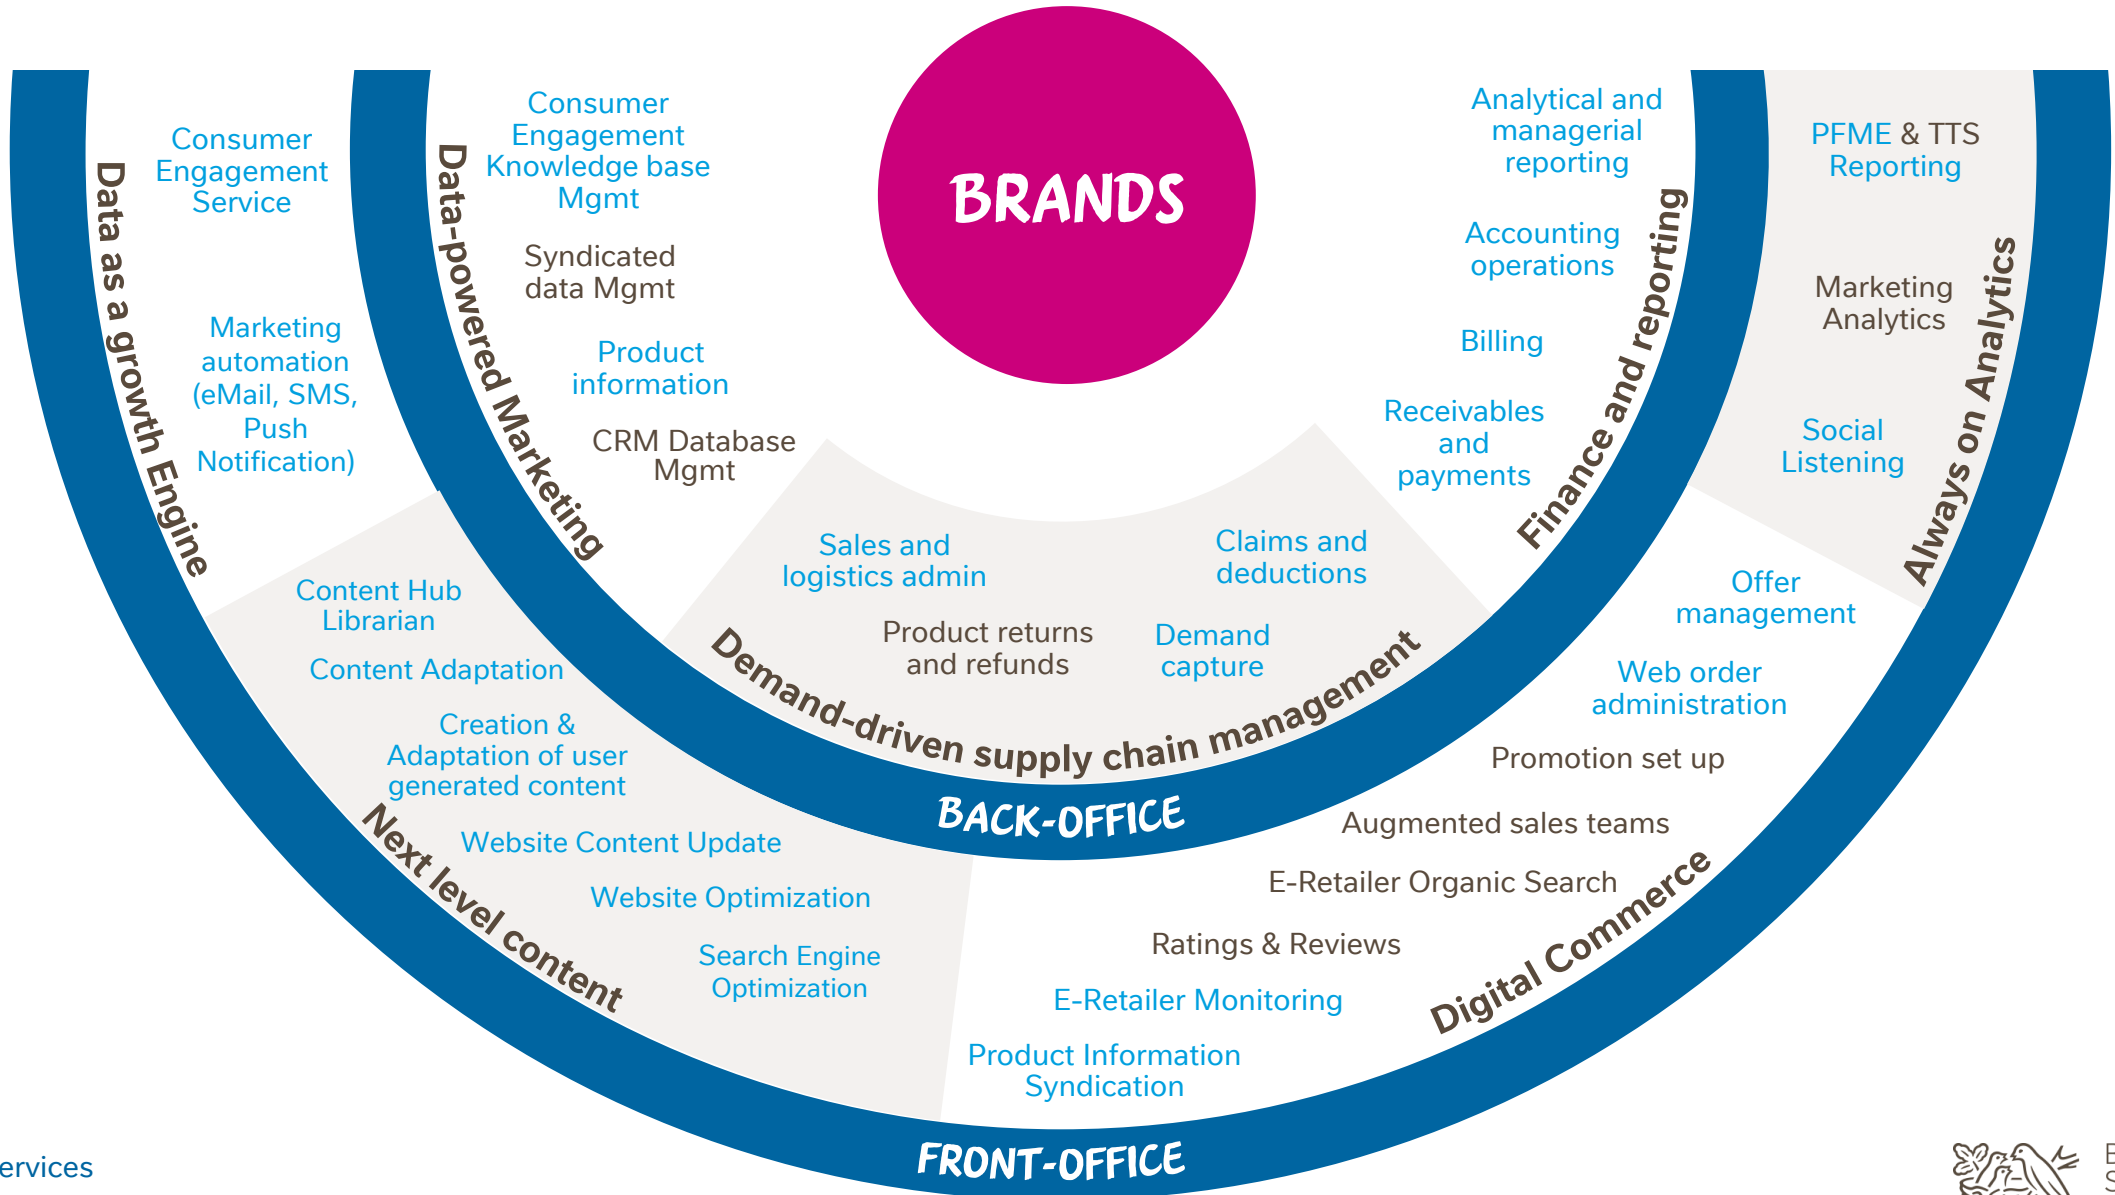 BRANDS
Consumer
Engagement
Knowledge base
Mgmt
Syndicated
data Mgmt
Product
information
CRM Database
Mgmt
Data-powered Marketing
Sales and
logistics admin
Product returns
and refunds
Claims and
deductions
Demand
capture
Demand-driven supply chain management
Analytical and
managerial
reporting
Accounting
operations
Billing
Receivables
and
payments
Finance and reporting
BACK-OFFICE
Consumer
Engagement
Service
Marketing
automation
(eMail, SMS,
Push
Notification)
Data as a growth Engine
Content Hub
Librarian
Content Adaptation
Creation &
Adaptation of user
generated content
Website Content Update
Website Optimization
Search Engine
Optimization
Next level content
PFME & TTS
Reporting
Marketing
Analytics
Social
Listening
Always on Analytics
Offer
management
Web order
administration
Promotion set up
Augmented sales teams
E-Retailer Organic Search
Ratings & Reviews
E-Retailer Monitoring
Product Information
Syndication
Digital Commerce
FRONT-OFFICE
ervices